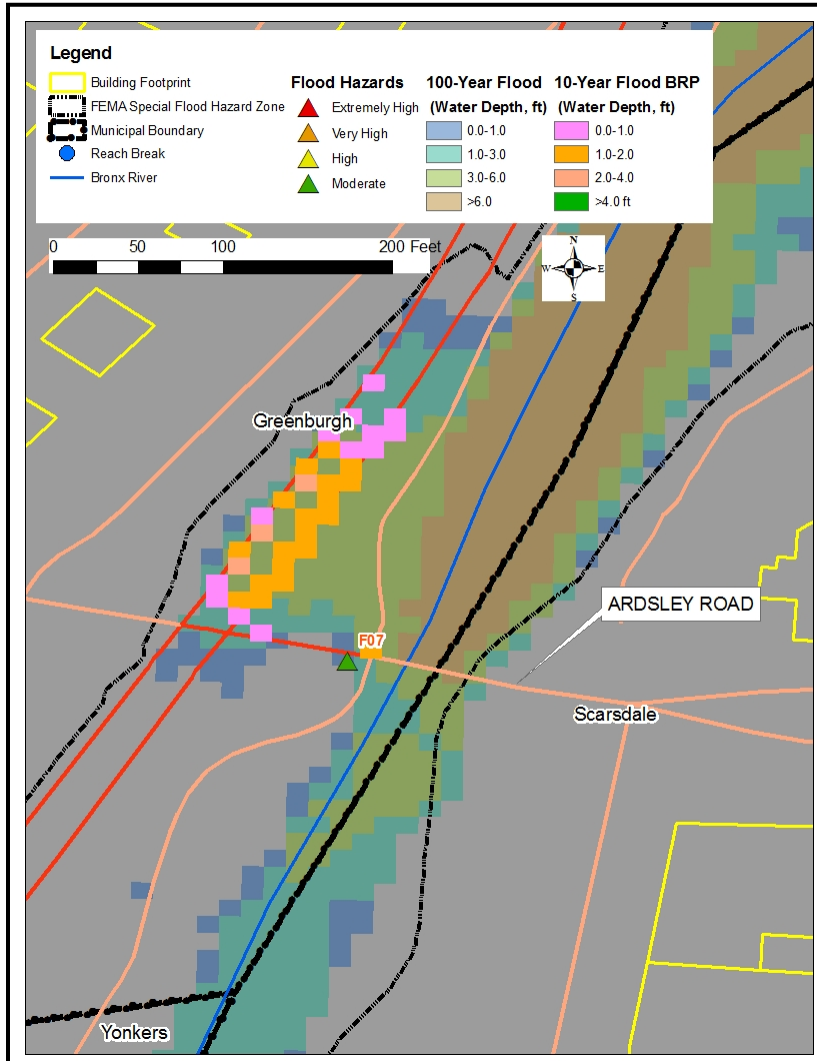 Legend
Building Footprint
FEMA Special Flood Hazard Zone
Municipal Boundary
Reach Break
Bronx River
Flood Hazards
Extremely High
Very High
High
Moderate
100-Year Flood
(Water Depth, ft)
0.0-1.0
1.0-3.0
3.0-6.0
>6.0
10-Year Flood BRP
(Water Depth, ft)
0.0-1.0
1.0-2.0
2.0-4.0
>4.0 ft
0 50 100 200 Feet
N
W E
S
Greenburgh
ARDSLEY ROAD
F07
Scarsdale
Yonkers